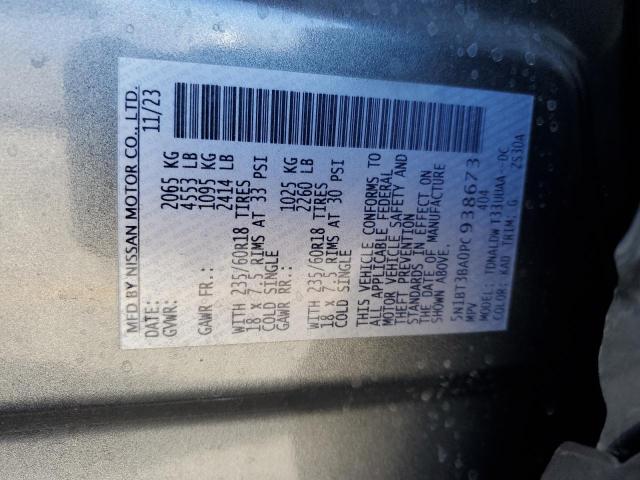 MFD BY NISSAN MOTOR CO., LTD.
DATE: 11/23
GVWR: 2065 KG
4553 LB
GAWR FR.: 1095 KG
2414 LB
WITH 235/60R18 TIRES
18 X 7.5 RIMS AT 33 PSI
COLD SINGLE
GAWR RR.: 1025 KG
2260 LB
WITH 235/60R18 TIRES
18 X 7.5 RIMS AT 30 PSI
COLD SINGLE
THIS VEHICLE CONFORMS TO
ALL APPLICABLE FEDERAL
MOTOR VEHICLE SAFETY AND
THEFT PREVENTION
STANDARDS IN EFFECT ON
THE DATE OF MANUFACTURE
SHOWN ABOVE.
5N1BT3BA0PC938673
MPV 404
MODEL: TDNALDW T33UUAA--DC
COLOR: KAD TRIM: G ZS30A